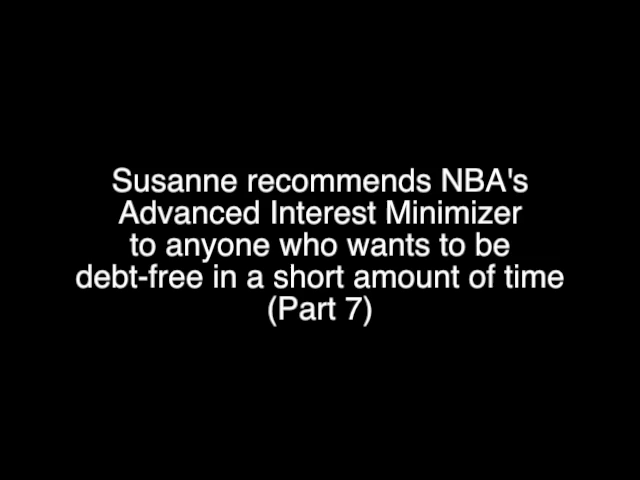 Susanne recommends NBA's
Advanced Interest Minimizer
to anyone who wants to be
debt-free in a short amount of time
(Part 7)